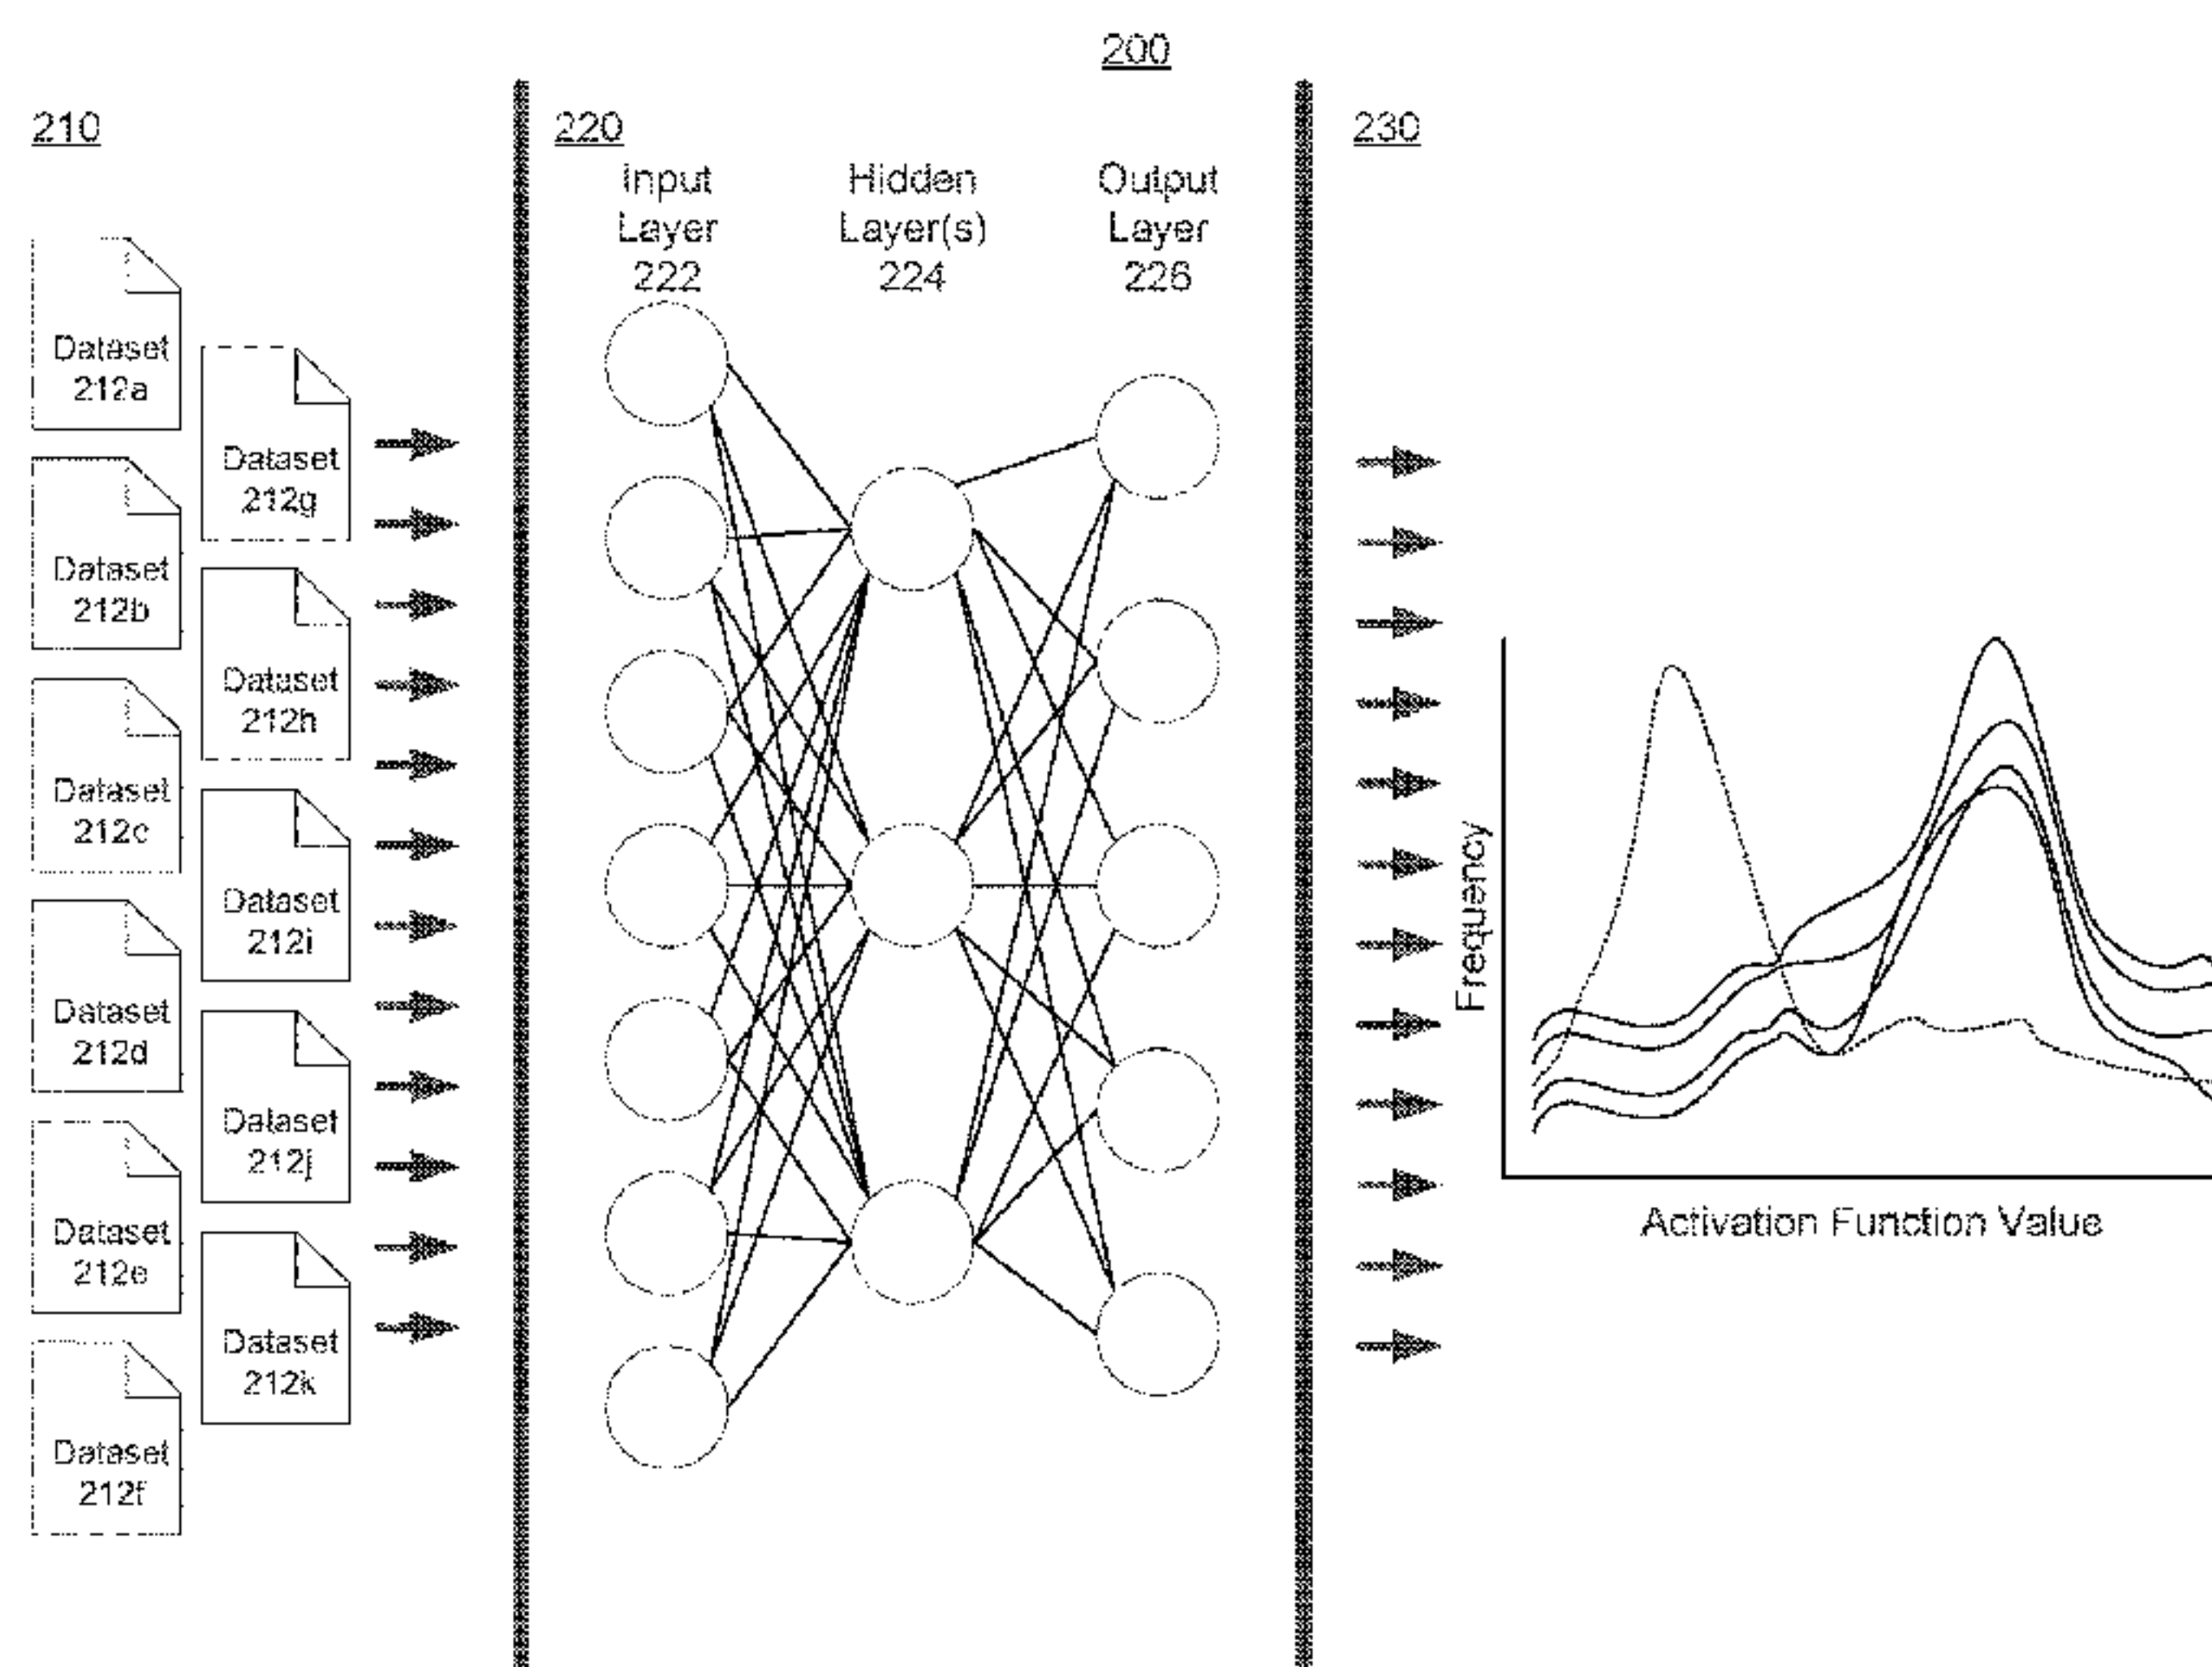 200
210
220
230
Input
Layer
222
Hidden
Layer(s)
224
Output
Layer
226
Dataset
212a
Dataset
212b
Dataset
212c
Dataset
212d
Dataset
212e
Dataset
212f
Dataset
212g
Dataset
212h
Dataset
212i
Dataset
212j
Dataset
212k
Frequency
Activation Function Value